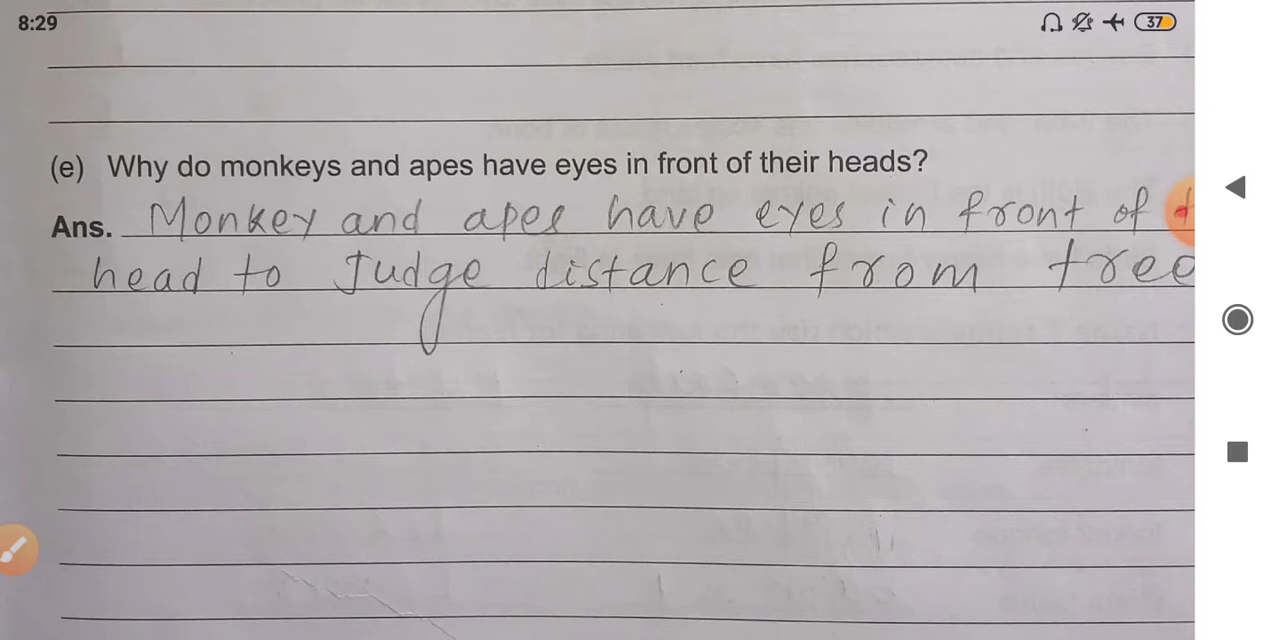 8:29
37
(e) Why do monkeys and apes have eyes in front of their heads?
Ans. Monkey and apes have eyes in front of
head to Judge distance from tree